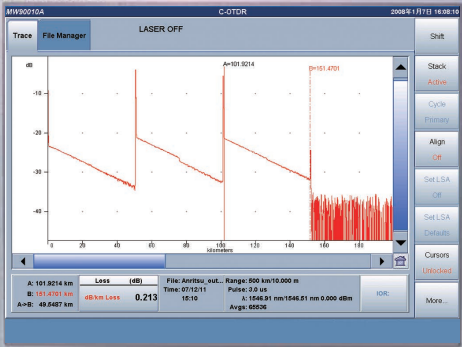 MW90010A C-OTDR 2008年1月7日 16:08:10
Trace File Manager LASER OFF Shift
dB A=101.9214 B=151.4701
Stack
Active
-10
Cycle
Primary
-20
Align
Off
-30
Set LSA
Off
-40
Set LSA
Defaults
0 20 40 60 80 100 120 140 160 180
kilometers
Cursors
Unlocked
A: 101.9214 km
B: 151.4701 km
A->B: 49.5487 km
Loss (dB)
dB/km Loss 0.213
File: Anritsu_out...
Time: 07/12/11
15:10
Range: 500 km/10.000 m
Pulse: 3.0 us
λ: 1546.91 nm/1546.51 nm 0.000 dBm
Avgs: 65536
IOR:
More...